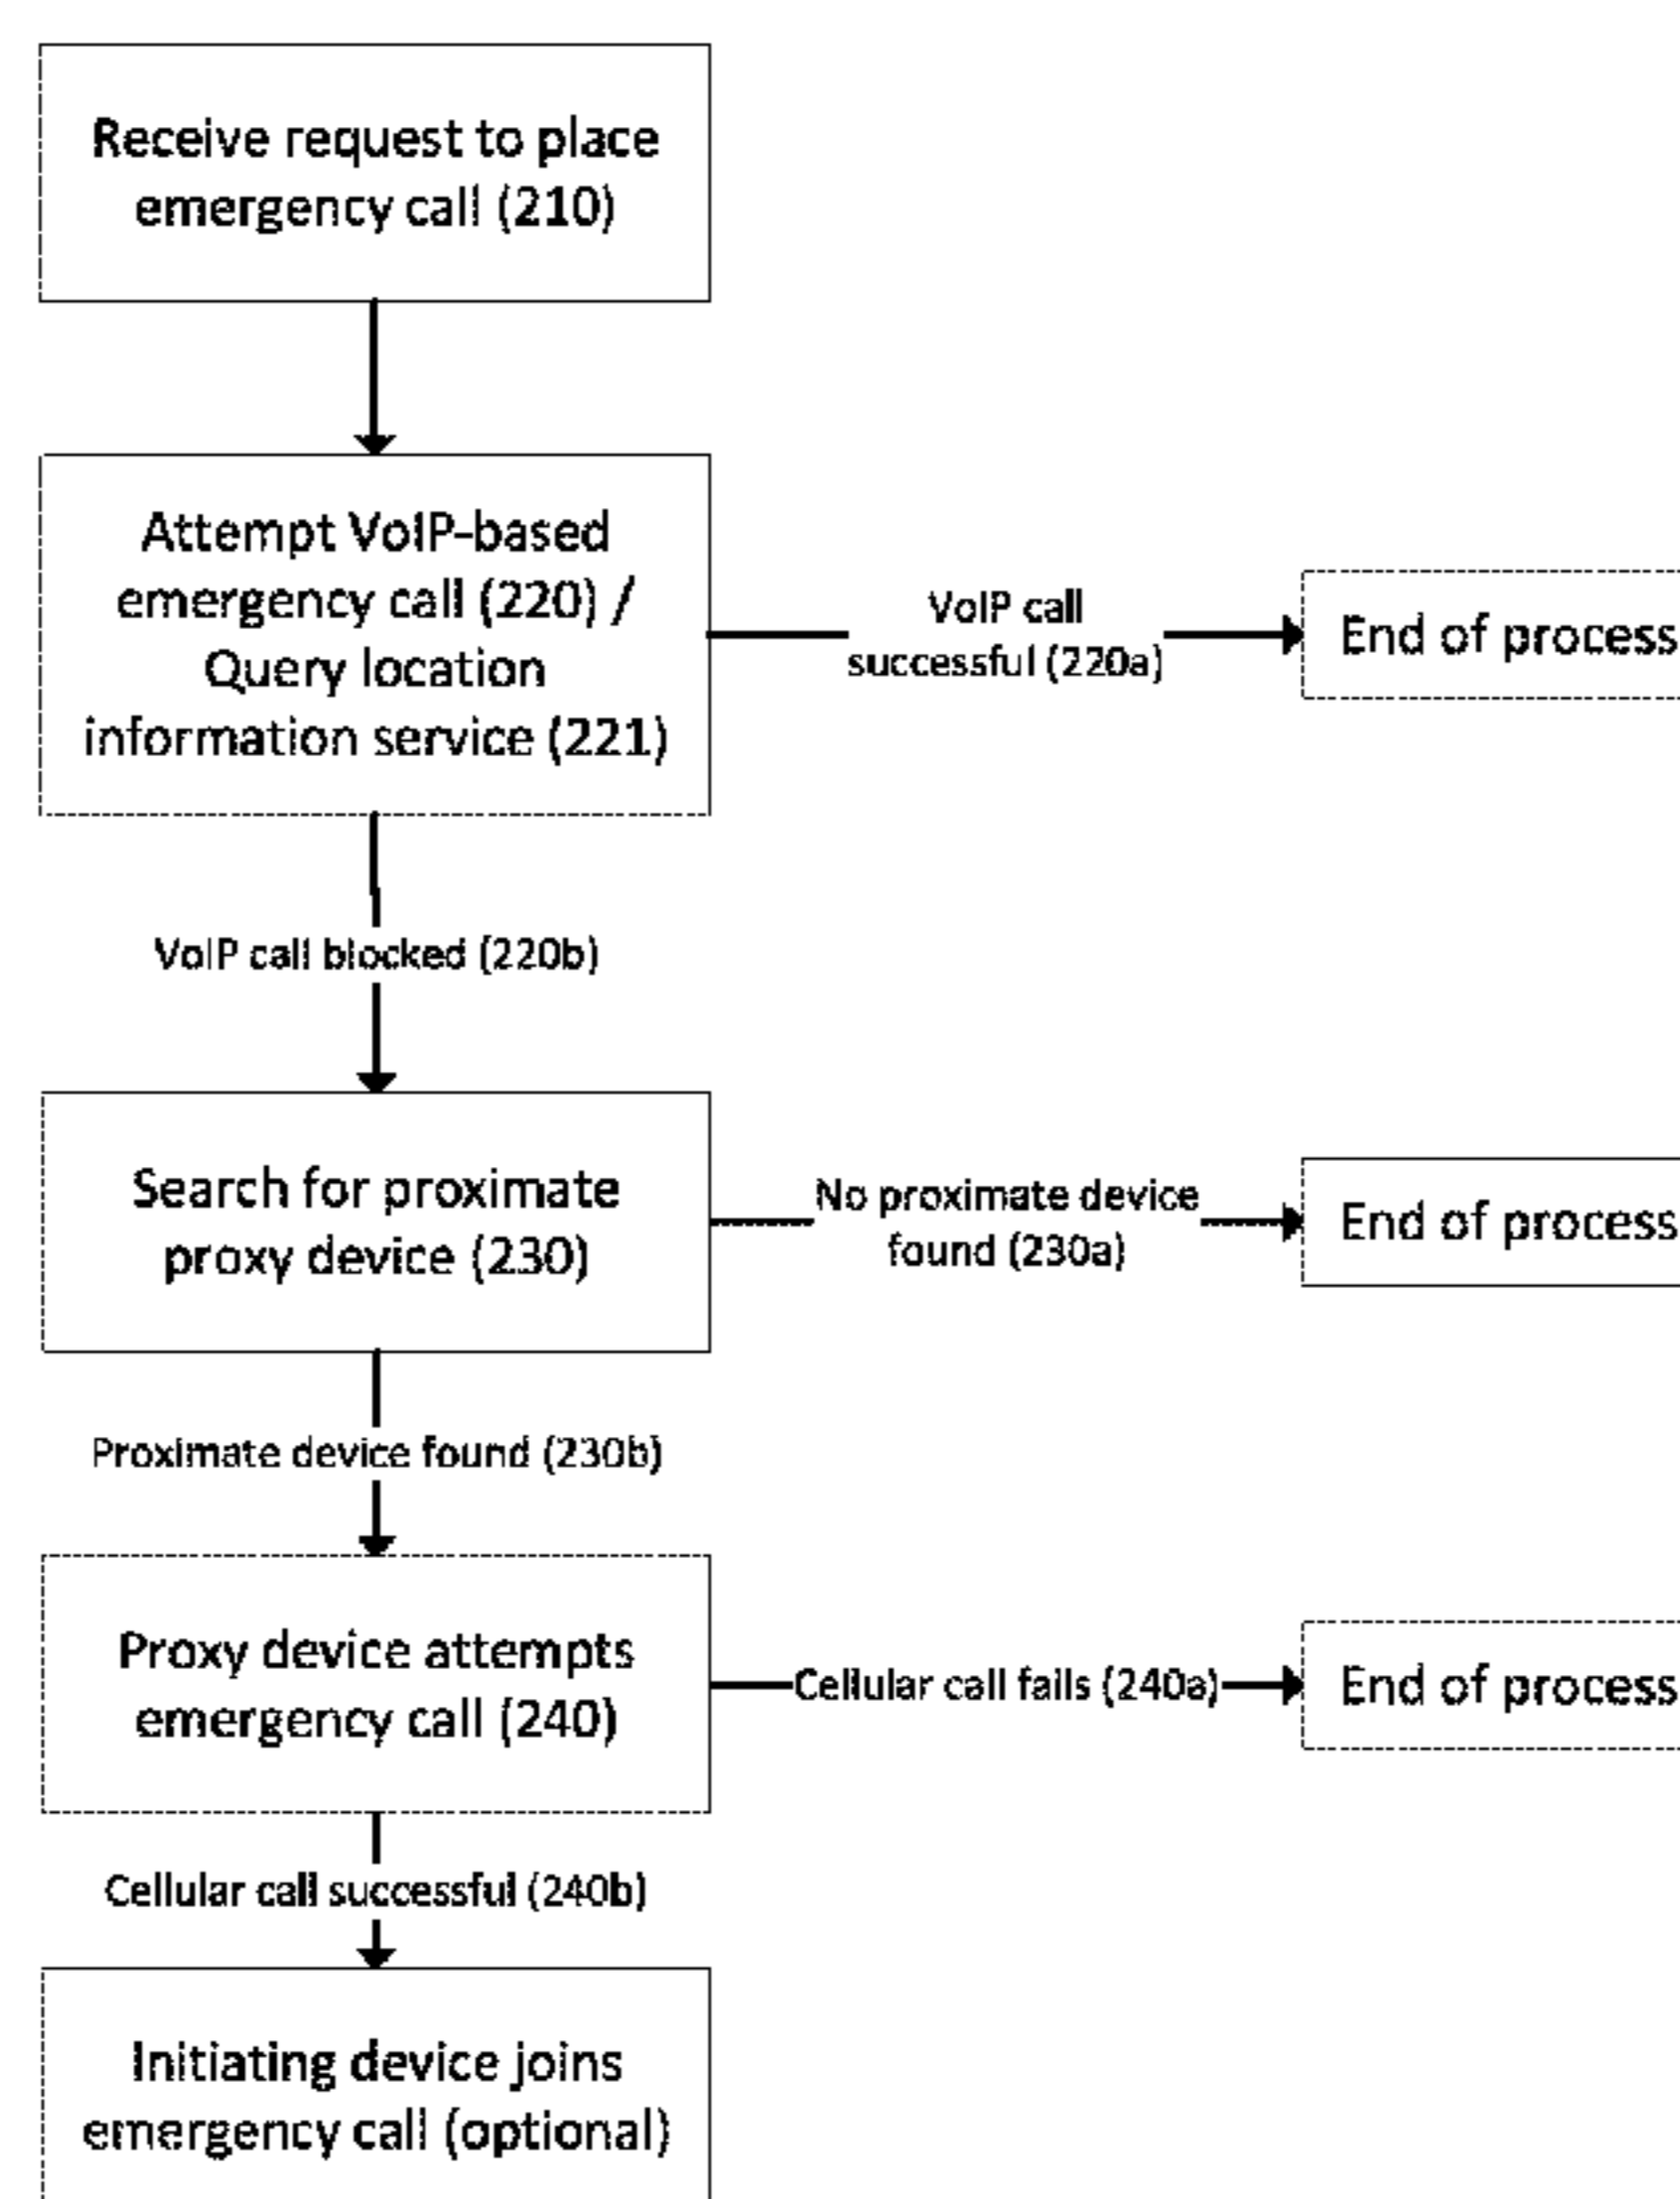 Receive request to place
emergency call (210)
Attempt VoIP-based
emergency call (220) /
Query location
information service (221)
VoIP call
successful (220a)
End of process
VoIP call blocked (220b)
Search for proximate
proxy device (230)
No proximate device
found (230a)
End of process
Proximate device found (230b)
Proxy device attempts
emergency call (240)
Cellular call fails (240a)
End of process
Cellular call successful (240b)
Initiating device joins
emergency call (optional)